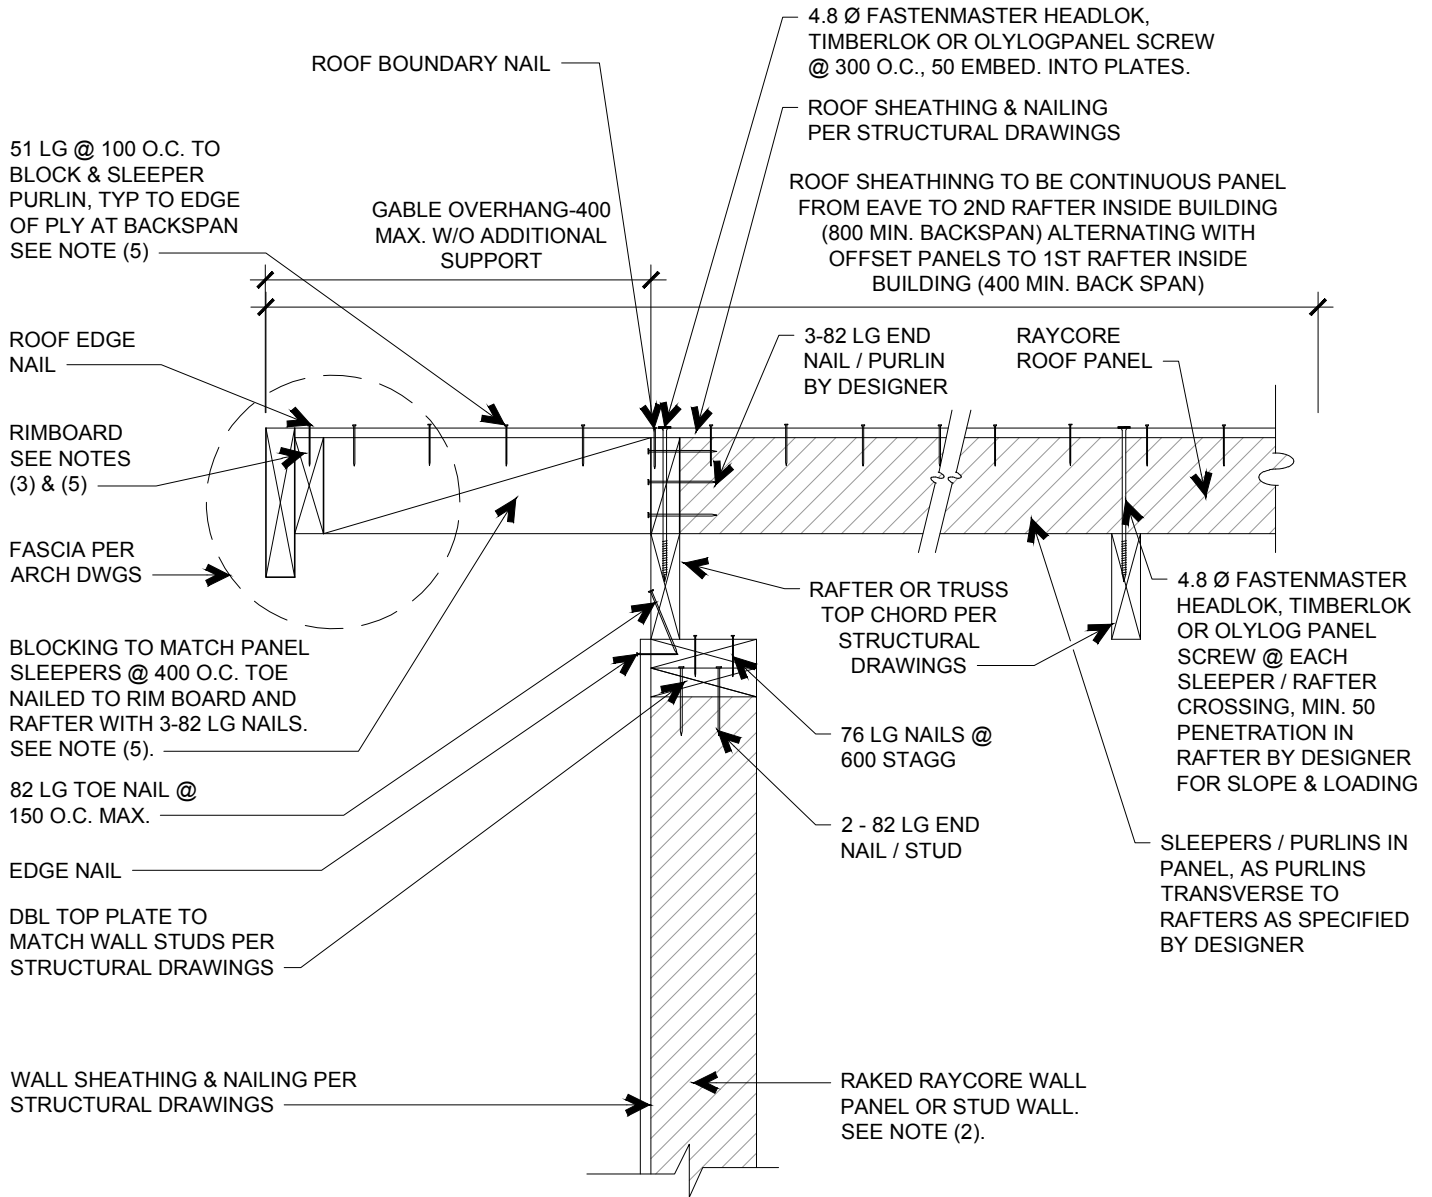 4.8 Ø FASTENMASTER HEADLOK,
TIMBERLOK OR OLYLOGPANEL SCREW
@ 300 O.C., 50 EMBED. INTO PLATES.
ROOF BOUNDARY NAIL
ROOF SHEATHING & NAILING
PER STRUCTURAL DRAWINGS
51 LG @ 100 O.C. TO
BLOCK & SLEEPER
PURLIN, TYP TO EDGE
OF PLY AT BACKSPAN
SEE NOTE (5)
GABLE OVERHANG-400
MAX. W/O ADDITIONAL
SUPPORT
ROOF SHEATHINNG TO BE CONTINUOUS PANEL
FROM EAVE TO 2ND RAFTER INSIDE BUILDING
(800 MIN. BACKSPAN) ALTERNATING WITH
OFFSET PANELS TO 1ST RAFTER INSIDE
BUILDING (400 MIN. BACK SPAN)
ROOF EDGE
NAIL
3-82 LG END
NAIL / PURLIN
BY DESIGNER
RAYCORE
ROOF PANEL
RIMBOARD
SEE NOTES
(3) & (5)
FASCIA PER
ARCH DWGS
RAFTER OR TRUSS
TOP CHORD PER
STRUCTURAL
DRAWINGS
4.8 Ø FASTENMASTER
HEADLOK, TIMBERLOK
OR OLYLOG PANEL
SCREW @ EACH
SLEEPER / RAFTER
CROSSING, MIN. 50
PENETRATION IN
RAFTER BY DESIGNER
FOR SLOPE & LOADING
BLOCKING TO MATCH PANEL
SLEEPERS @ 400 O.C. TOE
NAILED TO RIM BOARD AND
RAFTER WITH 3-82 LG NAILS.
SEE NOTE (5).
76 LG NAILS @
600 STAGG
82 LG TOE NAIL @
150 O.C. MAX.
2 - 82 LG END
NAIL / STUD
SLEEPERS / PURLINS IN
PANEL, AS PURLINS
TRANSVERSE TO
RAFTERS AS SPECIFIED
BY DESIGNER
EDGE NAIL
DBL TOP PLATE TO
MATCH WALL STUDS PER
STRUCTURAL DRAWINGS
WALL SHEATHING & NAILING PER
STRUCTURAL DRAWINGS
RAKED RAYCORE WALL
PANEL OR STUD WALL.
SEE NOTE (2).